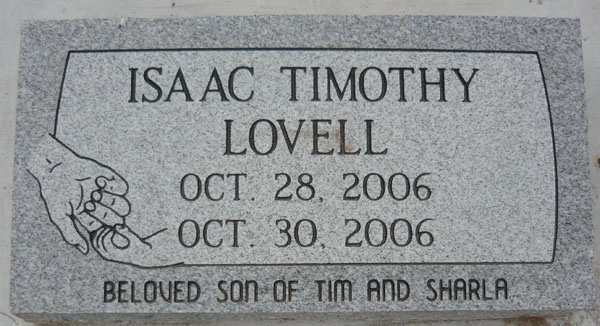 ISAAC TIMOTHY
LOVELL
OCT. 28, 2006
OCT. 30, 2006
BELOVED SON OF TIM AND SHARLA